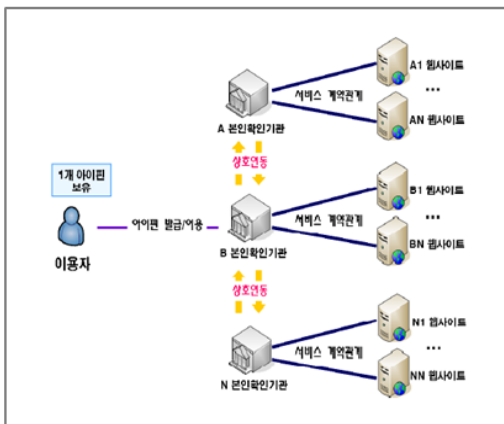 A1 웹사이트
...
서비스 계약관계
AN 웹사이트
A 본인확인기관
상호연동
1개 아이핀
보유
B1 웹사이트
...
아이핀 발급/이용
서비스 계약관계
BN 웹사이트
이용자
B 본인확인기관
상호연동
N1 웹사이트
...
서비스 계약관계
NN 웹사이트
N 본인확인기관